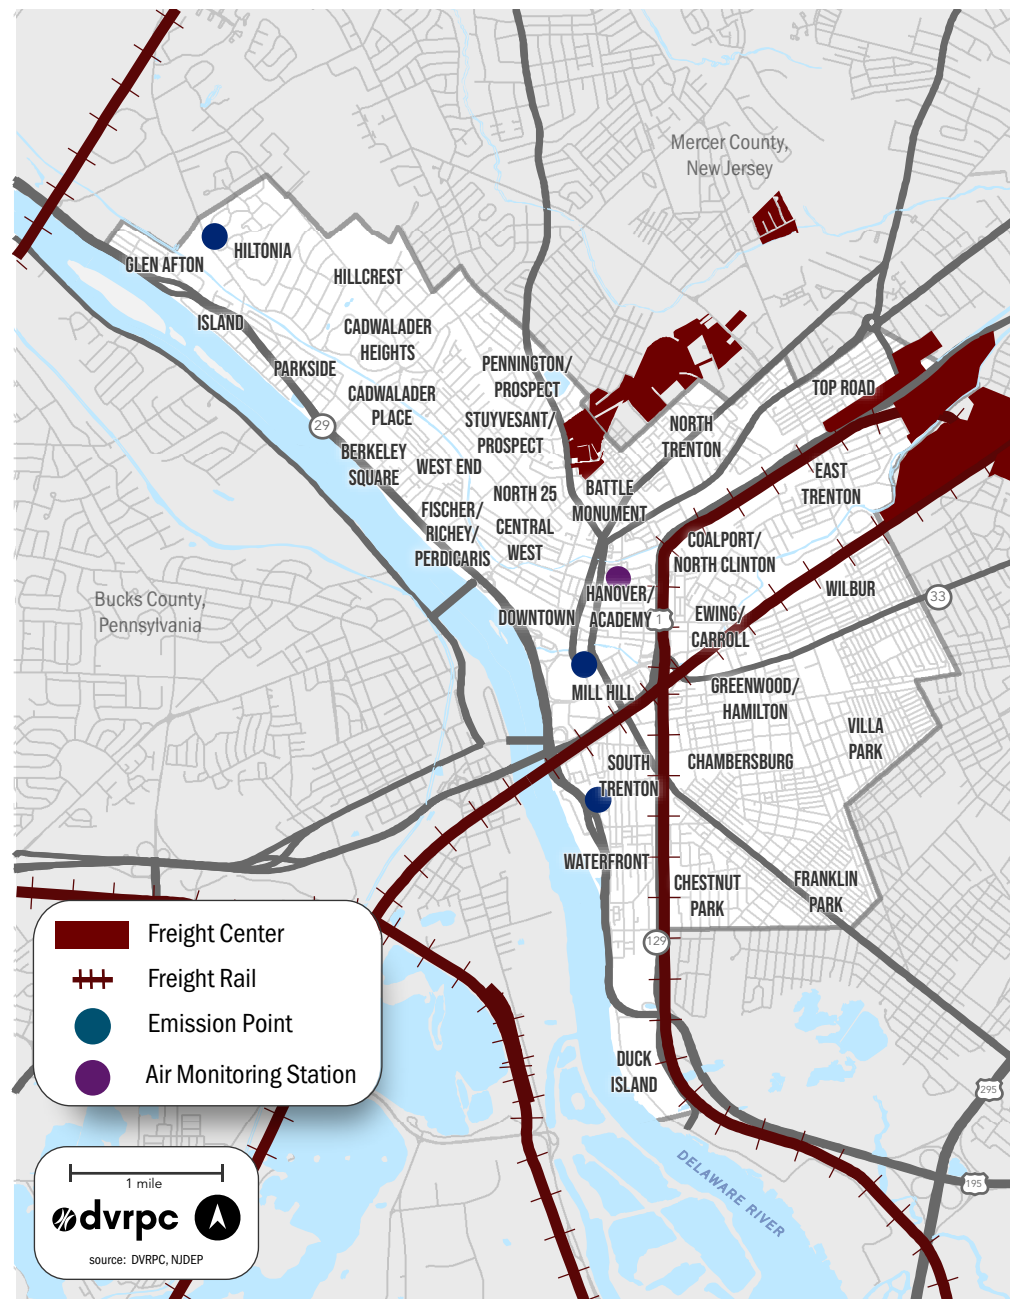 Mercer County,
New Jersey
HILTONIA
GLEN AFTON
HILLCREST
ISLAND
CADWALADER
HEIGHTS
PARKSIDE
PENNINGTON/
PROSPECT
CADWALADER
PLACE
TOP ROAD
STUYVESANT/
PROSPECT
NORTH
TRENTON
29
BERKELEY
SQUARE
WEST END
EAST
TRENTON
NORTH 25
BATTLE
MONUMENT
FISCHER/
RICHEY/
PERDICARIS
CENTRAL
WEST
COALPORT/
NORTH CLINTON
Bucks County,
Pennsylvania
HANOVER/
ACADEMY
1
DOWNTOWN
WILBUR
33
EWING/
CARROLL
MILL HILL
GREENWOOD/
HAMILTON
VILLA
PARK
SOUTH
TRENTON
CHAMBERSBURG
WATERFRONT
CHESTNUT
PARK
FRANKLIN
PARK
129
Freight Center
Freight Rail
Emission Point
Air Monitoring Station
DUCK
ISLAND
295
195
DELAWARE RIVER
1 mile
dvrpc
source: DVRPC, NJDEP